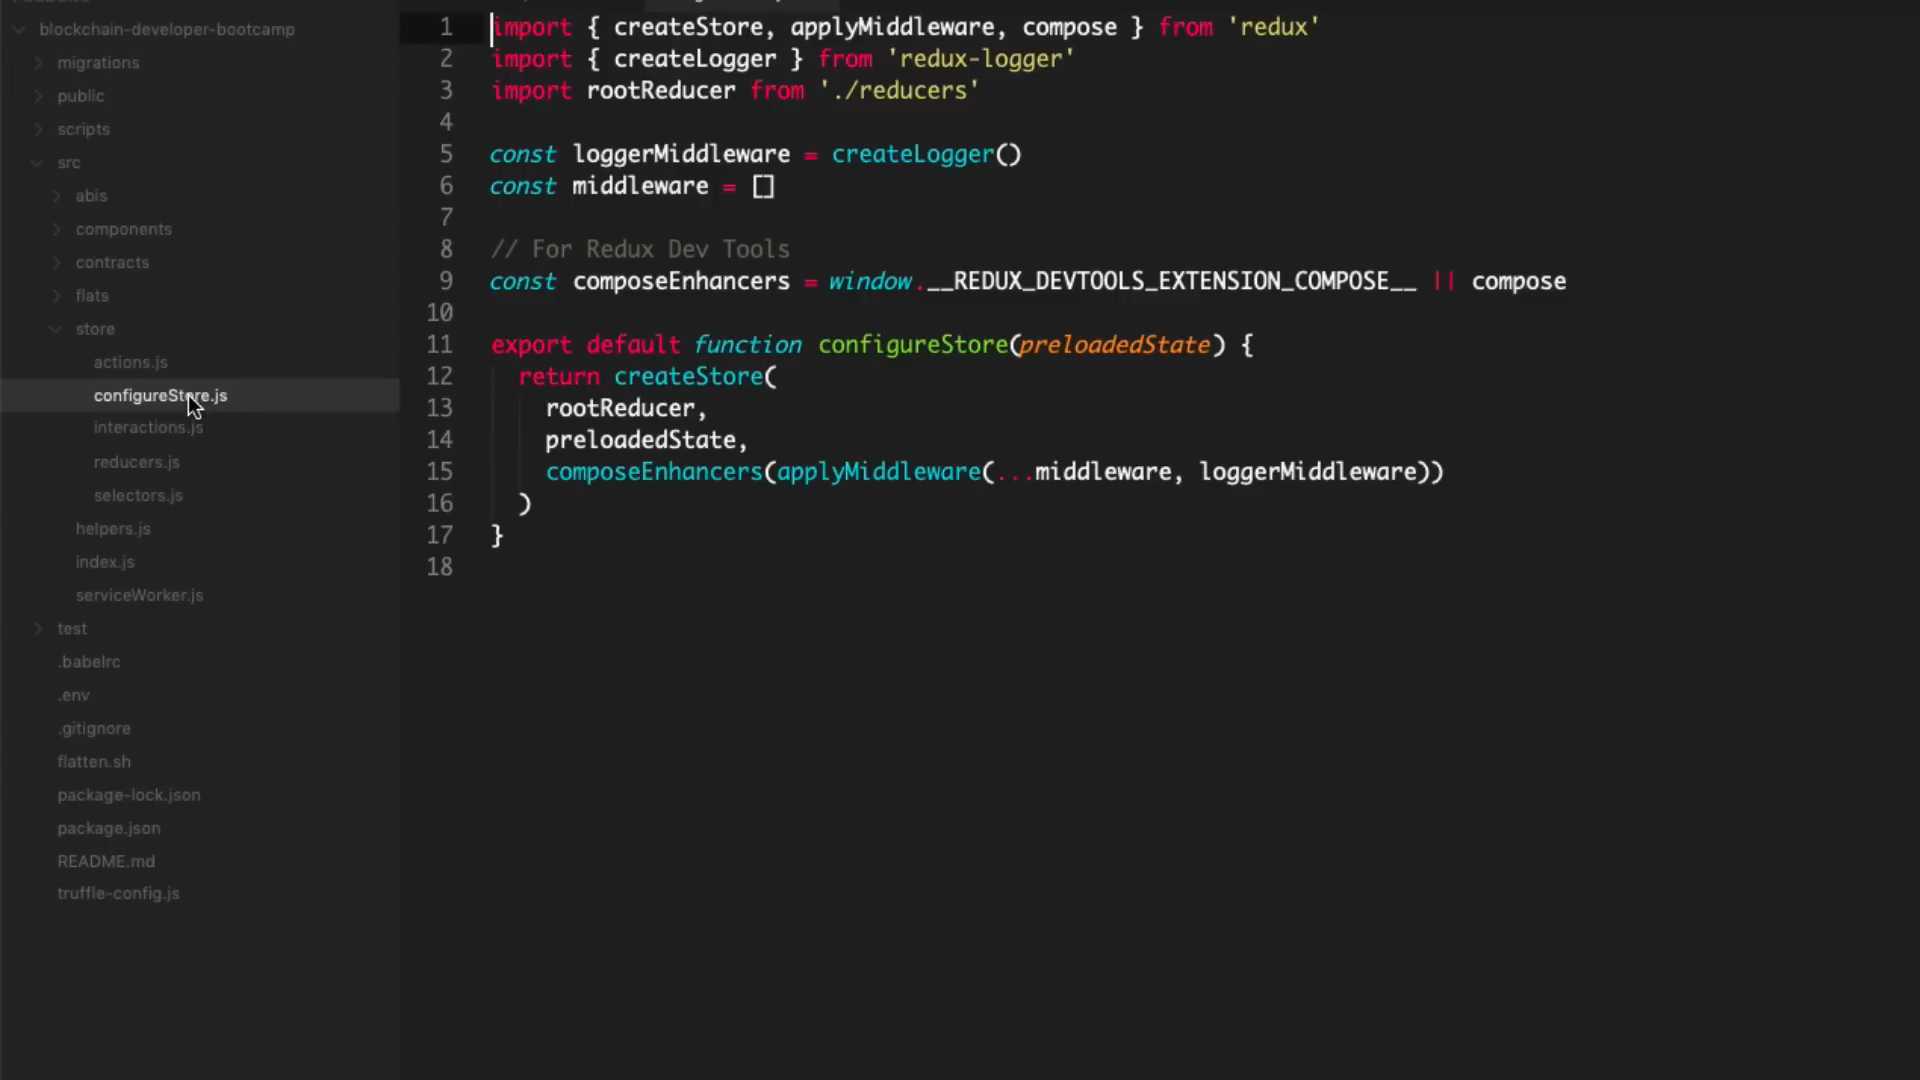 blockchain-developer-bootcamp
migrations
public
scripts
src
abis
components
contracts
flats
store
actions.js
configureStore.js
interactions.js
reducers.js
selectors.js
helpers.js
index.js
serviceWorker.js
test
.babelrc
.env
.gitignore
flatten.sh
package-lock.json
package.json
README.md
truffle-config.js
1 import { createStore, applyMiddleware, compose } from 'redux'
2 import { createLogger } from 'redux-logger'
3 import rootReducer from './reducers'
4
5 const loggerMiddleware = createLogger()
6 const middleware = []
7
8 // For Redux Dev Tools
9 const composeEnhancers = window.__REDUX_DEVTOOLS_EXTENSION_COMPOSE__ || compose
10
11 export default function configureStore(preloadedState) {
12 return createStore(
13 rootReducer,
14 preloadedState,
15 composeEnhancers(applyMiddleware(...middleware, loggerMiddleware))
16 )
17 }
18